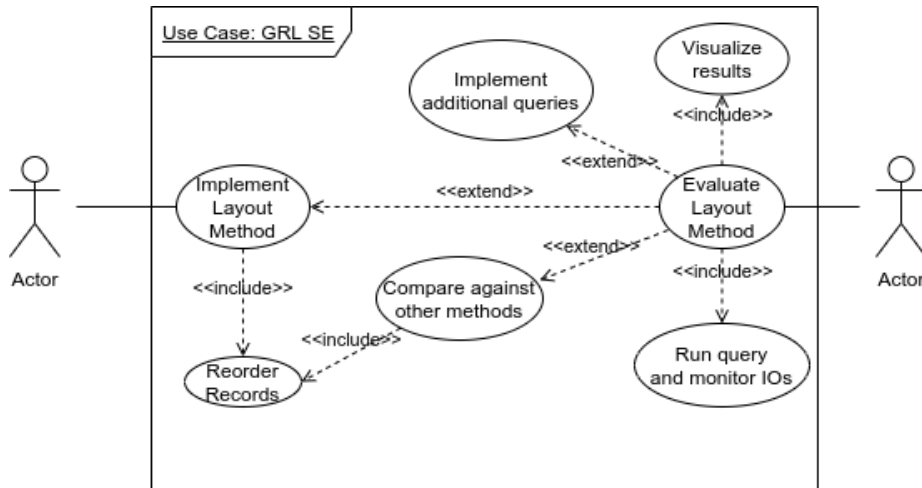 Use Case: GRL SE
Visualize
results
Implement
additional queries
<<include>>
<<extend>>
Implement
Layout
Method
<<extend>>
Evaluate
Layout
Method
<<extend>>
Actor
Actor
<<include>>
Compare against
other methods
<<include>>
<<include>>
Reorder
Records
Run query
and monitor IOs